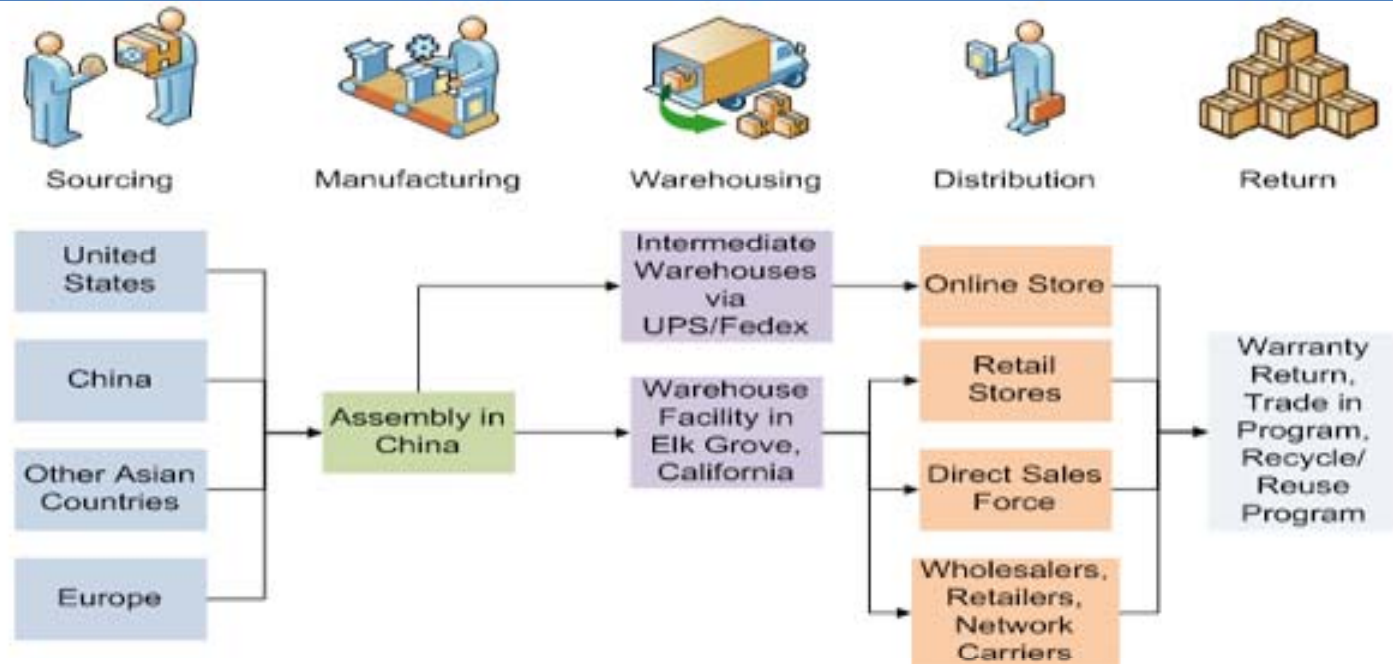 Sourcing
Manufacturing
Warehousing
Distribution
Return
United
States
China
Other Asian
Countries
Europe
Assembly in
China
Intermediate
Warehouses
via
UPS/Fedex
Warehouse
Facility in
Elk Grove,
California
Online Store
Retail
Stores
Direct Sales
Force
Wholesalers,
Retailers,
Network
Carriers
Warranty
Return,
Trade in
Program,
Recycle/
Reuse
Program